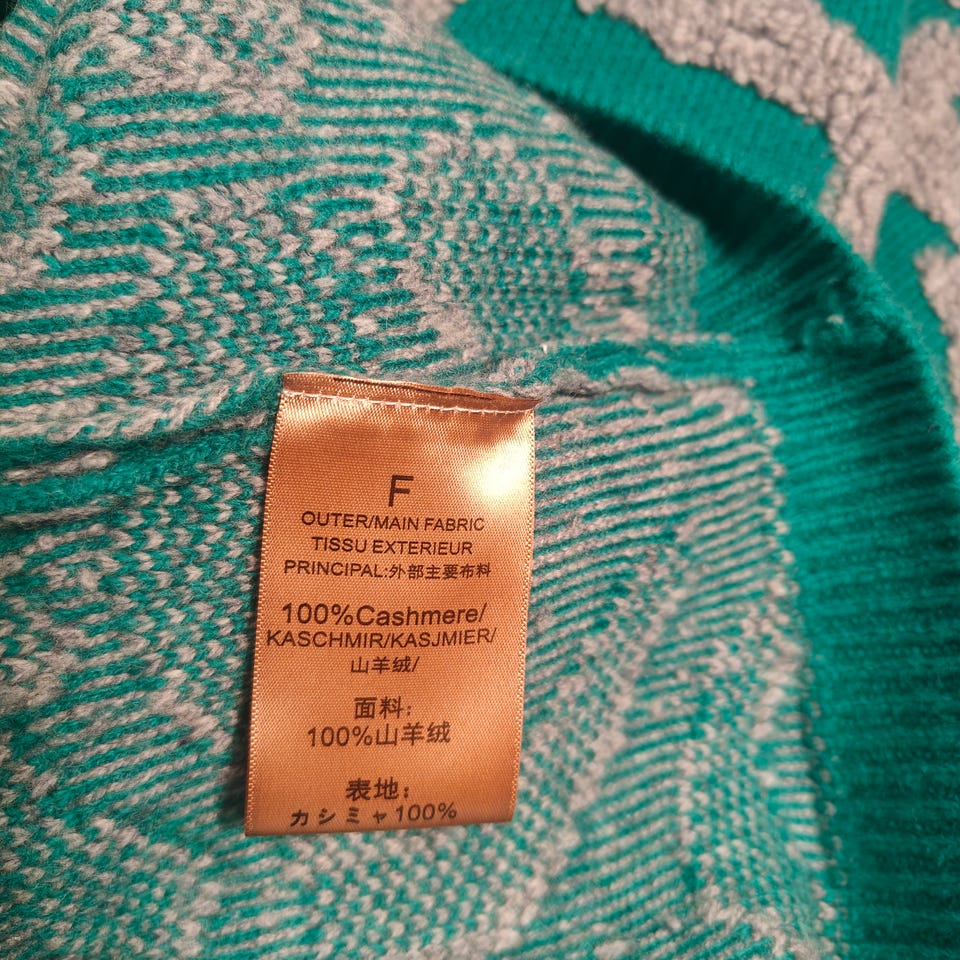 F
OUTER/MAIN FABRIC
TISSU EXTERIEUR
PRINCIPAL:外部主要布料
100%Cashmere/
KASCHMIR/KASJMIER/
山羊绒/
面料:
100%山羊绒
表地:
カシミャ100%